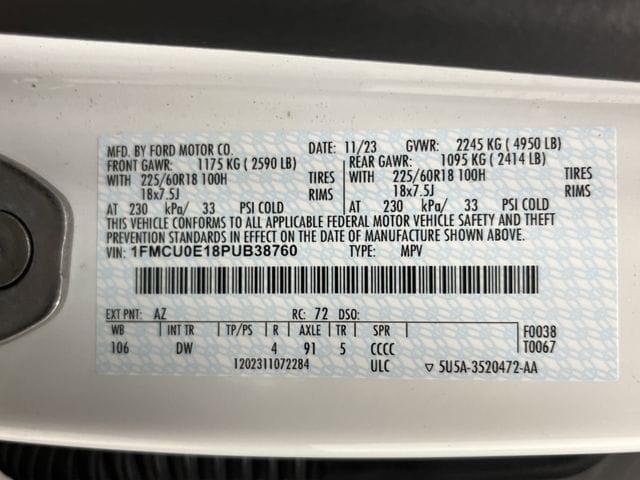 MFD. BY FORD MOTOR CO. DATE: 11/23 GVWR: 2245 KG ( 4950 LB)
FRONT GAWR: 1175 KG ( 2590 LB) REAR GAWR: 1095 KG ( 2414 LB)
WITH 225/60R18 100H TIRES WITH 225/60R18 100H TIRES
18x7.5J RIMS 18x7.5J RIMS
AT 230 kPa/ 33 PSI COLD AT 230 kPa/ 33 PSI COLD
THIS VEHICLE CONFORMS TO ALL APPLICABLE FEDERAL MOTOR VEHICLE SAFETY AND THEFT
PREVENTION STANDARDS IN EFFECT ON THE DATE OF MANUFACTURE SHOWN ABOVE.
VIN: 1FMCU0E18PUB38760 TYPE: MPV
EXT PNT: AZ RC: 72 DSO:
WB INT TR TP/PS R AXLE TR SPR F0038
106 DW 4 91 5 CCCC T0067
1202311072284 ULC ▽ 5U5A-3520472-AA